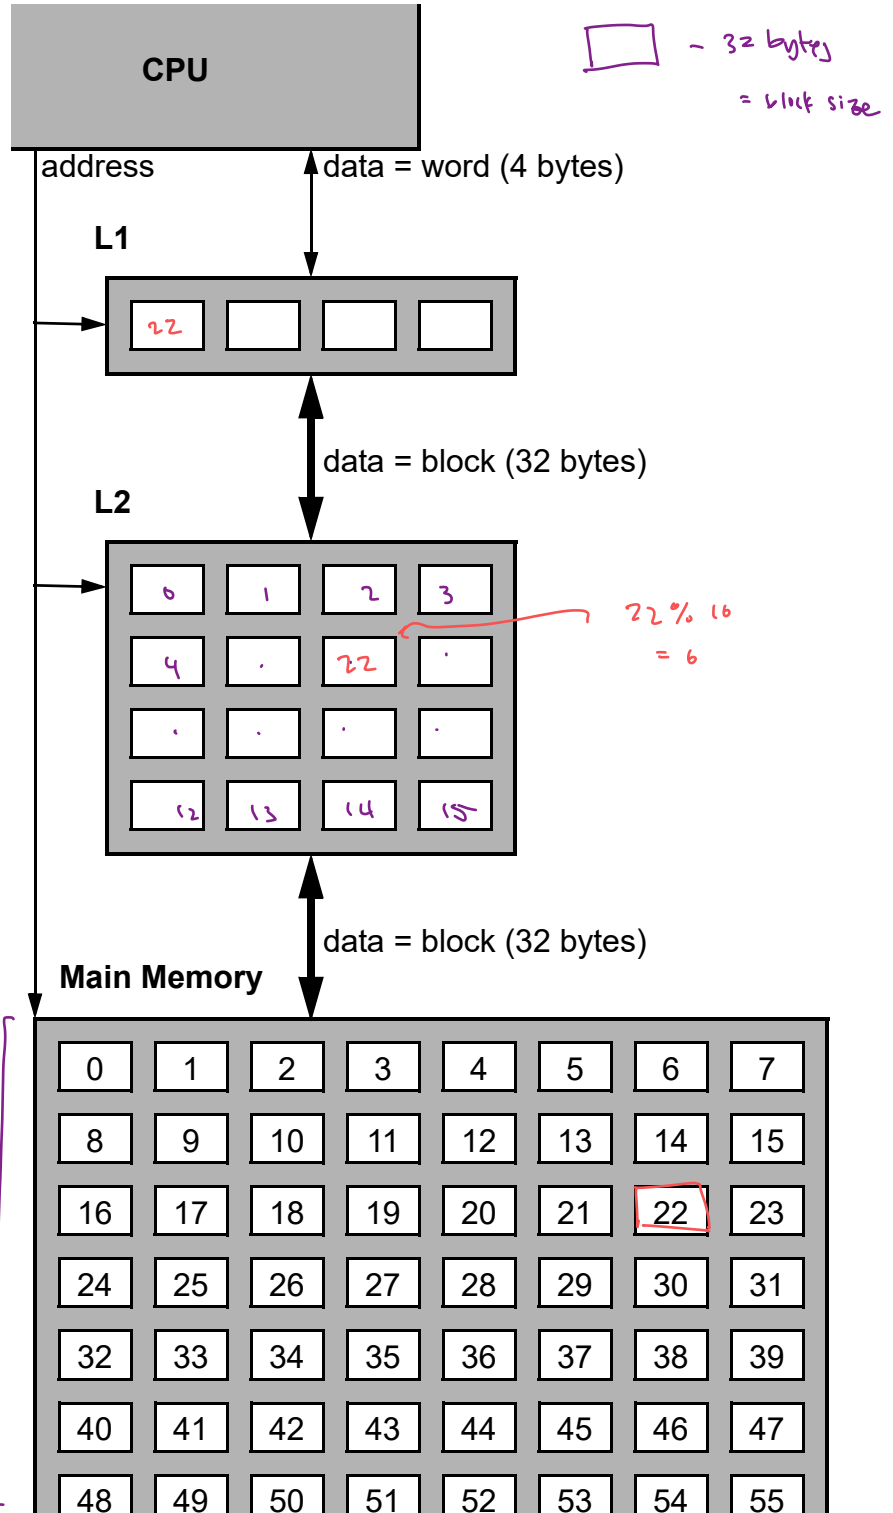 CPU
- 32 bytes
= block size
address
data = word (4 bytes)
L1
22
data = block (32 bytes)
L2
0 1 2 3
4 . 22 .
. . . .
12 13 14 15
22 % 16
= 6
data = block (32 bytes)
Main Memory
0 1 2 3 4 5 6 7
8 9 10 11 12 13 14 15
16 17 18 19 20 21 22 23
24 25 26 27 28 29 30 31
32 33 34 35 36 37 38 39
40 41 42 43 44 45 46 47
48 49 50 51 52 53 54 55